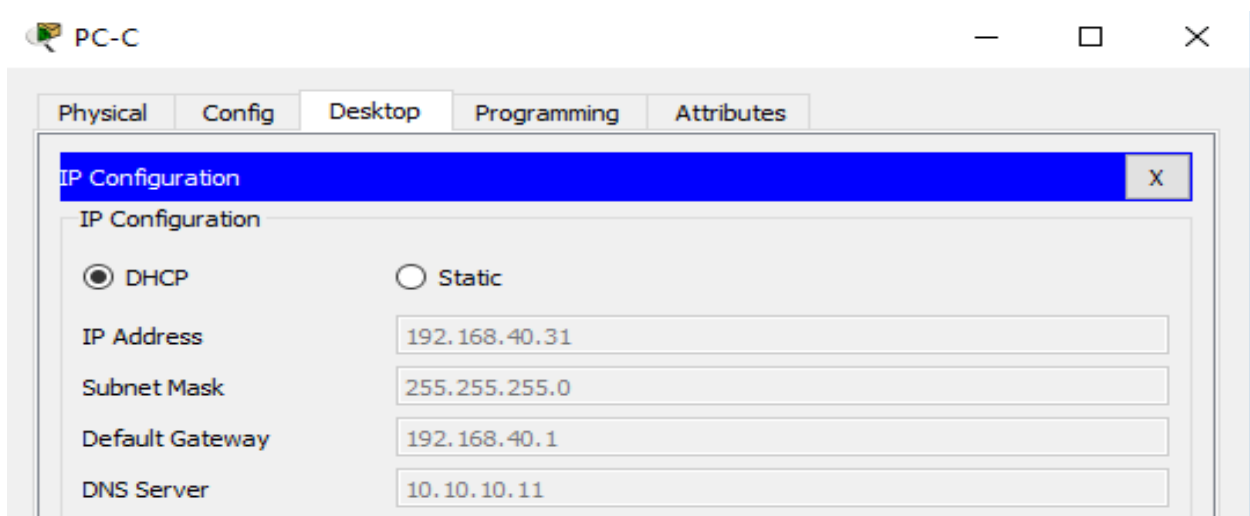 PC-C
Physical Config Desktop Programming Attributes
IP Configuration X
IP Configuration
DHCP Static
IP Address 192.168.40.31
Subnet Mask 255.255.255.0
Default Gateway 192.168.40.1
DNS Server 10.10.10.11